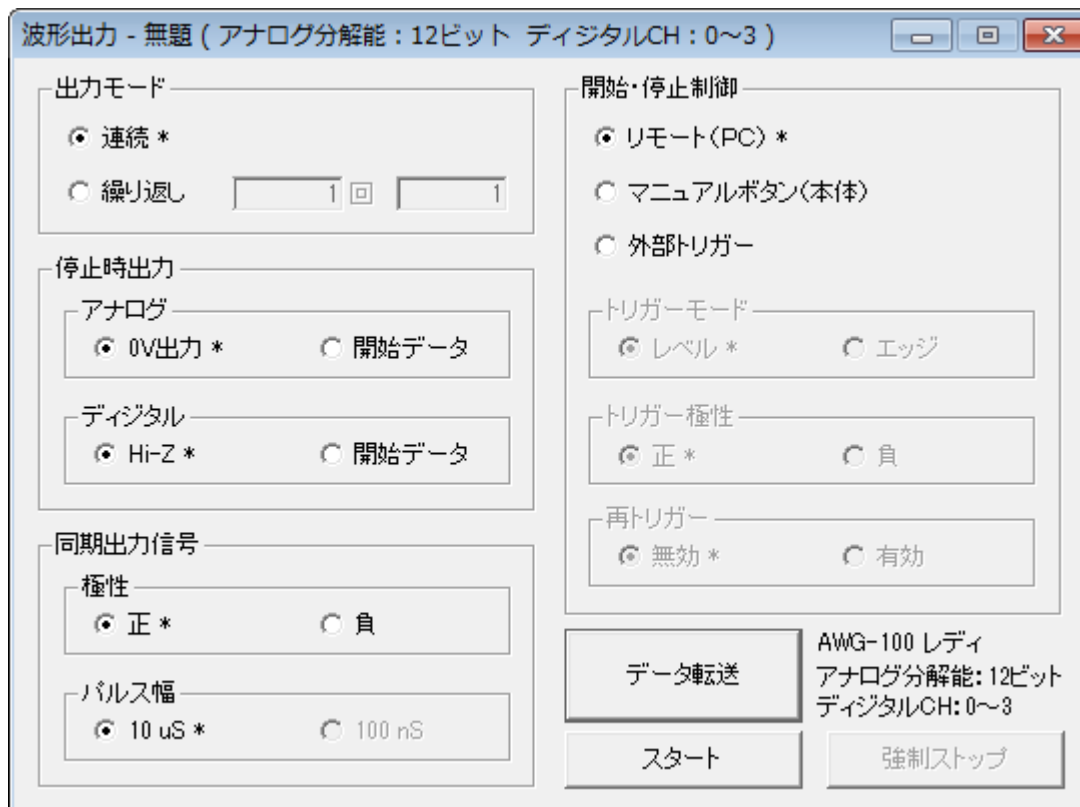 波形出力 - 無題 ( アナログ分解能：12ビット ディジタルCH：0～3 )
出力モード
連続 *
繰り返し 1 回 1
停止時出力
アナログ
0V出力 * 開始データ
ディジタル
Hi-Z * 開始データ
同期出力信号
極性
正 * 負
パルス幅
10 uS * 100 nS
開始・停止制御
リモート(PC) *
マニュアルボタン(本体)
外部トリガー
トリガーモード
レベル * エッジ
トリガー極性
正 * 負
再トリガー
無効 * 有効
データ転送
AWG-100 レディ
アナログ分解能：12ビット
ディジタルCH：0～3
スタート 強制ストップ